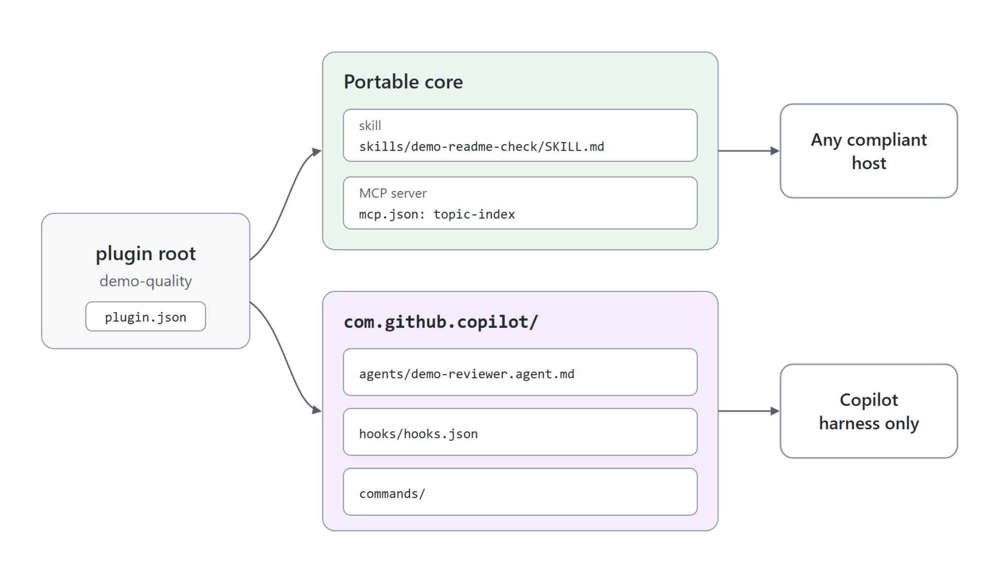 plugin root
demo-quality
plugin.json
Portable core
skill
skills/demo-readme-check/SKILL.md
MCP server
mcp.json: topic-index
Any compliant
host
com.github.copilot/
agents/demo-reviewer.agent.md
hooks/hooks.json
commands/
Copilot
harness only